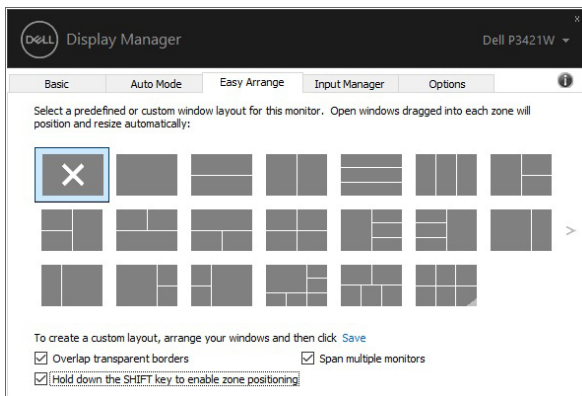 DELL Display Manager
Dell P3421W
Basic Auto Mode Easy Arrange Input Manager Options
Select a predefined or custom window layout for this monitor. Open windows dragged into each zone will
position and resize automatically:
To create a custom layout, arrange your windows and then click Save
Overlap transparent borders
Span multiple monitors
Hold down the SHIFT key to enable zone positioning